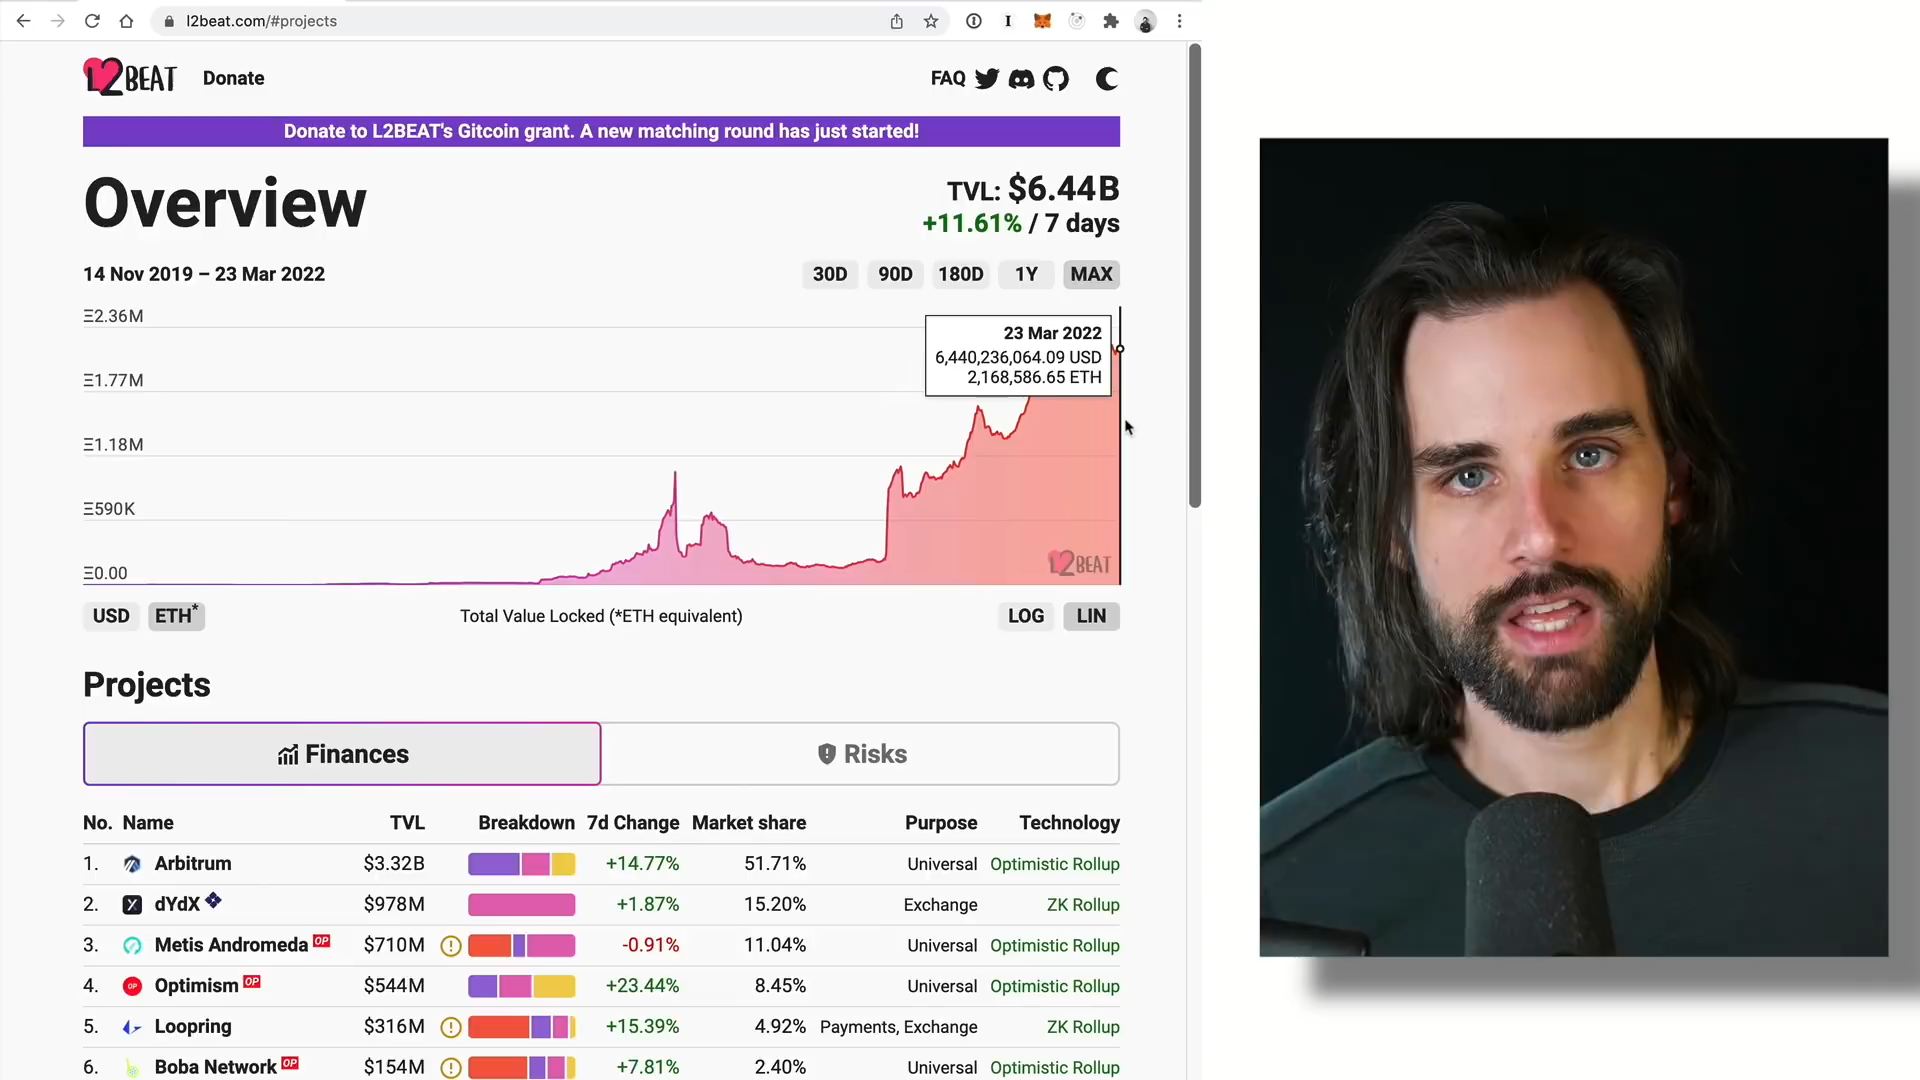 l2beat.com/#projects
L2BEAT
Donate
FAQ
Donate to L2BEAT's Gitcoin grant. A new matching round has just started!
Overview
TVL: $6.44B
+11.61% / 7 days
14 Nov 2019 – 23 Mar 2022
30D 90D 180D 1Y MAX
Ξ2.36M
23 Mar 2022
6,440,236,064.09 USD
2,168,586.65 ETH
Ξ1.77M
Ξ1.18M
Ξ590K
L2BEAT
Ξ0.00
USD ETH* Total Value Locked (*ETH equivalent) LOG LIN
Projects
Finances Risks
No. Name TVL Breakdown 7d Change Market share Purpose Technology
1. Arbitrum $3.32B +14.77% 51.71% Universal Optimistic Rollup
2. dYdX $978M +1.87% 15.20% Exchange ZK Rollup
3. Metis Andromeda OP $710M -0.91% 11.04% Universal Optimistic Rollup
4. OP Optimism OP $544M +23.44% 8.45% Universal Optimistic Rollup
5. Loopring $316M +15.39% 4.92% Payments, Exchange ZK Rollup
6. Boba Network OP $154M +7.81% 2.40% Universal Optimistic Rollup